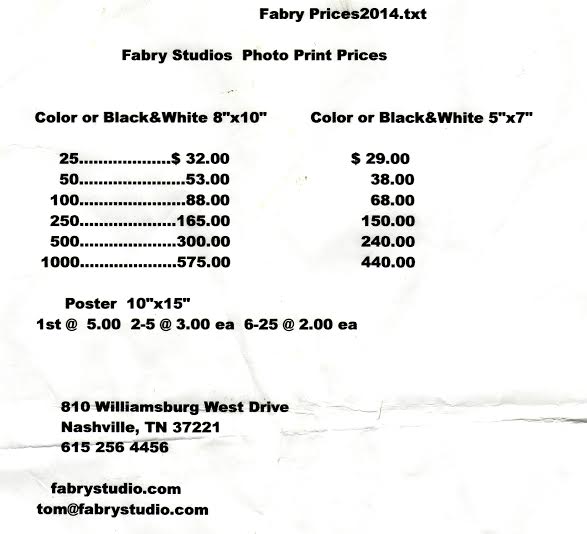 Fabry Prices2014.txt
Fabry Studios  Photo Print Prices
Color or Black&White 8"x10"    Color or Black&White 5"x7"
25....................$ 32.00    $ 29.00
50.......................53.00    38.00
100.......................88.00    68.00
250.....................165.00    150.00
500.....................300.00    240.00
1000.....................575.00    440.00
Poster  10"x15"
1st @  5.00  2-5 @ 3.00 ea  6-25 @ 2.00 ea
810 Williamsburg West Drive
Nashville, TN 37221
615 256 4456
fabrystudio.com
tom@fabrystudio.com